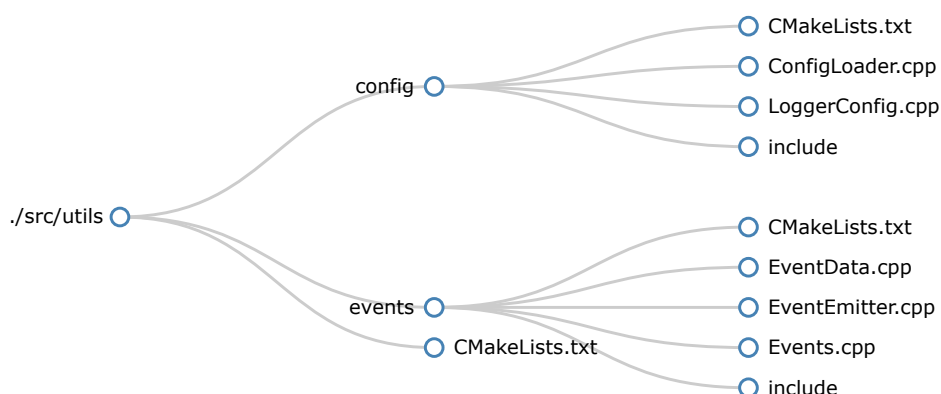 CMakeLists.txt
ConfigLoader.cpp
config
LoggerConfig.cpp
include
./src/utils
CMakeLists.txt
EventData.cpp
events
EventEmitter.cpp
CMakeLists.txt
Events.cpp
include